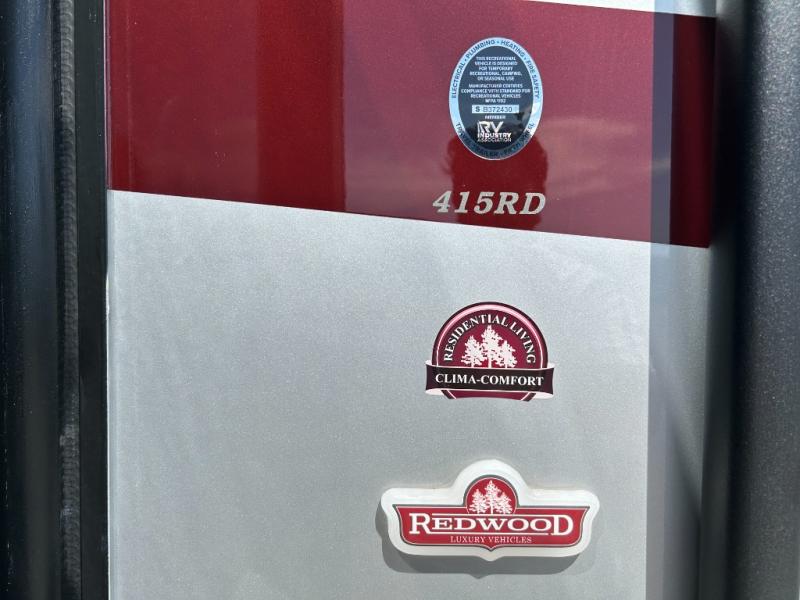 ELECTRICAL • PLUMBING • HEATING • FIRE SAFETY
THIS RECREATIONAL
VEHICLE IS DESIGNED
FOR TEMPORARY
RECREATIONAL, CAMPING,
OR SEASONAL USE
MANUFACTURER CERTIFIES
COMPLIANCE WITH STANDARD FOR
RECREATIONAL VEHICLES
NFPA 1192
S B372430
MEMBER
RV
INDUSTRY
ASSOCIATION
415RD
RESIDENTIAL LIVING
CLIMA-COMFORT
REDWOOD
LUXURY VEHICLES